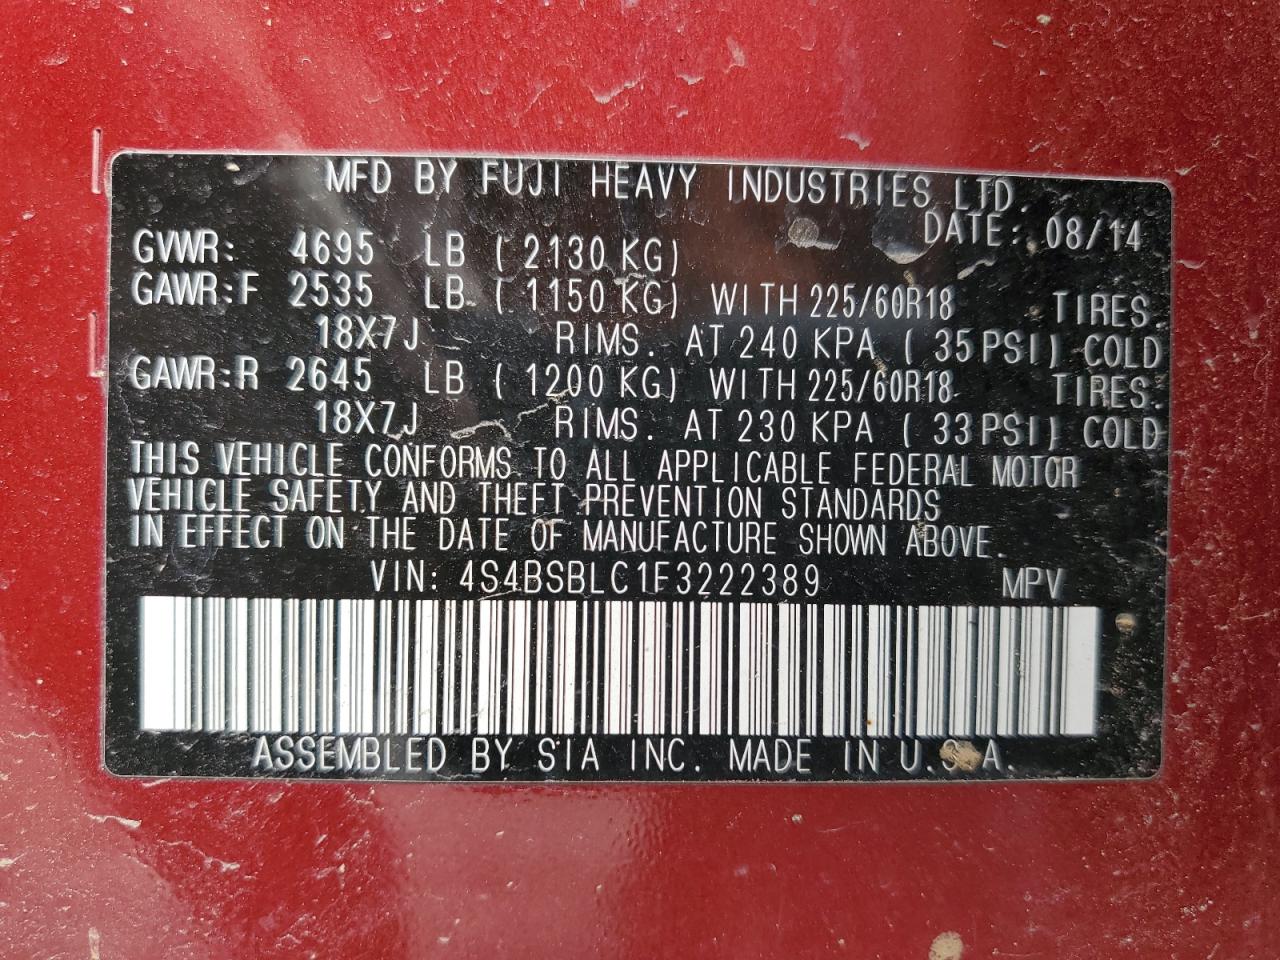 MFD BY FUJI HEAVY INDUSTRIES LTD.
DATE: 08/14
GVWR: 4695 LB (2130 KG)
GAWR:F 2535 LB (1150 KG) WITH 225/60R18 TIRES.
18X7J RIMS. AT 240 KPA (35PSI) COLD
GAWR:R 2645 LB (1200 KG) WITH 225/60R18 TIRES.
18X7J RIMS. AT 230 KPA (33PSI) COLD
THIS VEHICLE CONFORMS TO ALL APPLICABLE FEDERAL MOTOR
VEHICLE SAFETY AND THEFT PREVENTION STANDARDS
IN EFFECT ON THE DATE OF MANUFACTURE SHOWN ABOVE.
VIN: 4S4BSBLC1F3222389 MPV
ASSEMBLED BY SIA INC. MADE IN U.S.A.